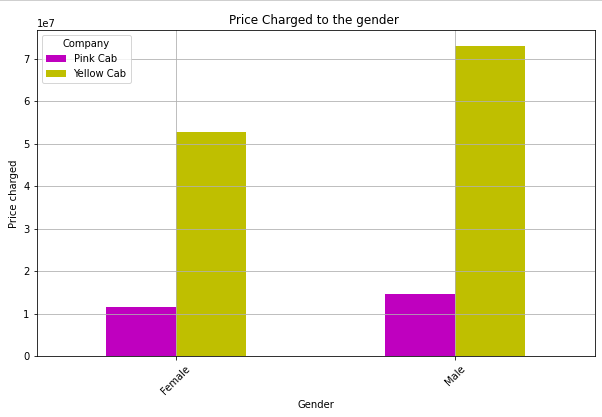 Price Charged to the gender
1e7
Company
Pink Cab
Yellow Cab
7
6
5
4
3
2
1
0
Price charged
Female
Male
Gender